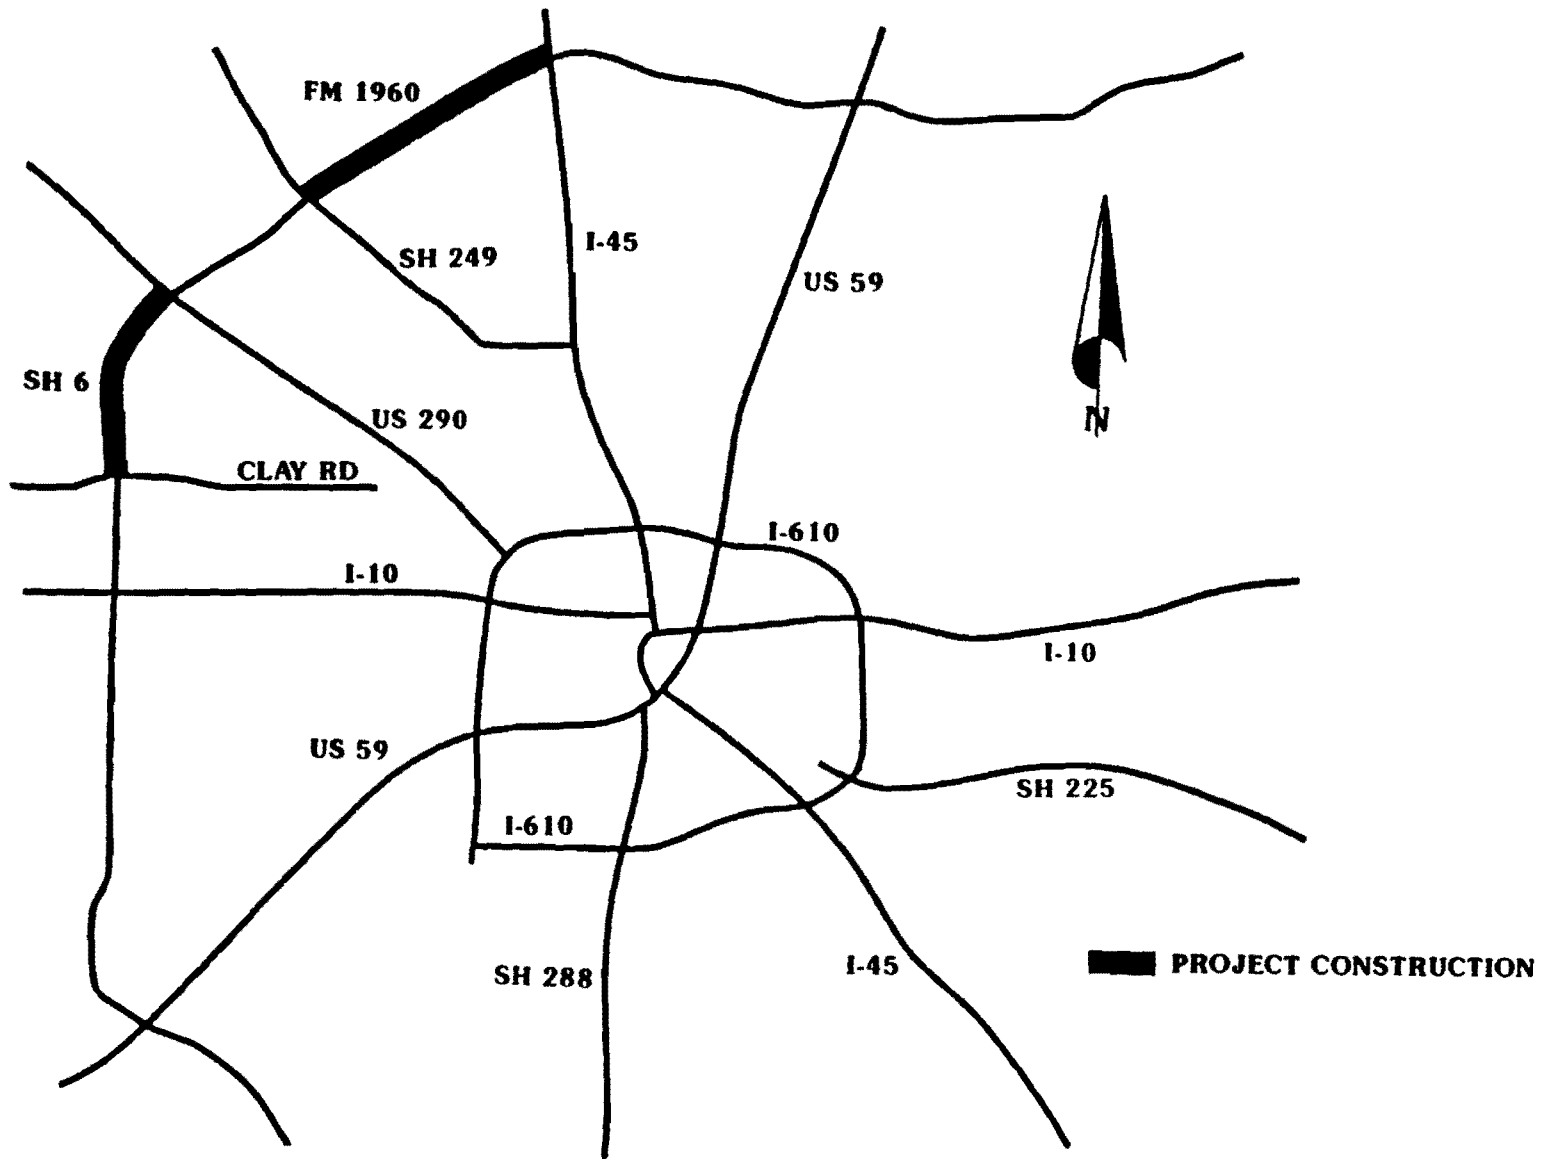 FM 1960
SH 249
I-45
US 59
SH 6
US 290
N
CLAY RD
I-610
I-10
I-10
US 59
SH 225
I-610
SH 288
I-45
PROJECT CONSTRUCTION